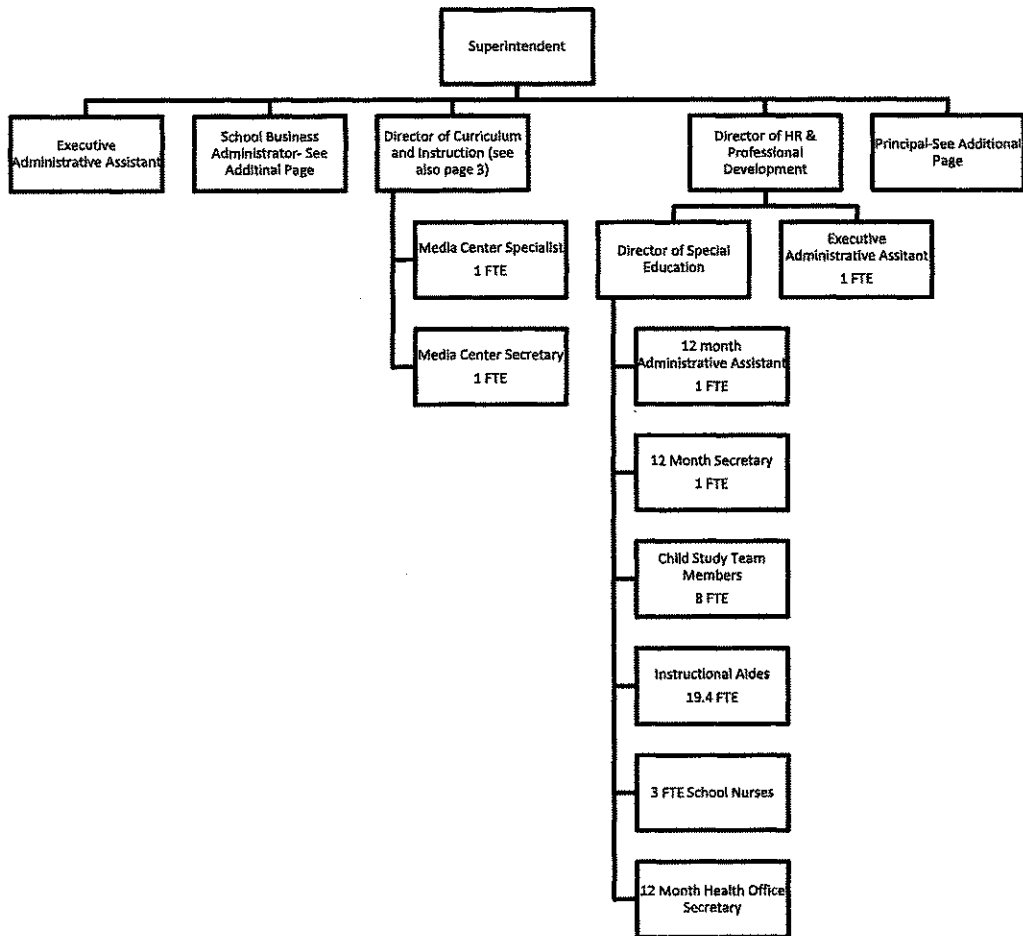 Superintendent
Executive
Administrative Assistant
School Business
Administrator- See
Additinal Page
Director of Curriculum
and Instruction (see
also page 3)
Director of HR &
Professional
Development
Principal-See Additional
Page
Media Center Specialist
1 FTE
Media Center Secretary
1 FTE
Director of Special
Education
Executive
Administrative Assitant
1 FTE
12 month
Administrative Assistant
1 FTE
12 Month Secretary
1 FTE
Child Study Team
Members
8 FTE
Instructional Aides
19.4 FTE
3 FTE School Nurses
12 Month Health Office
Secretary